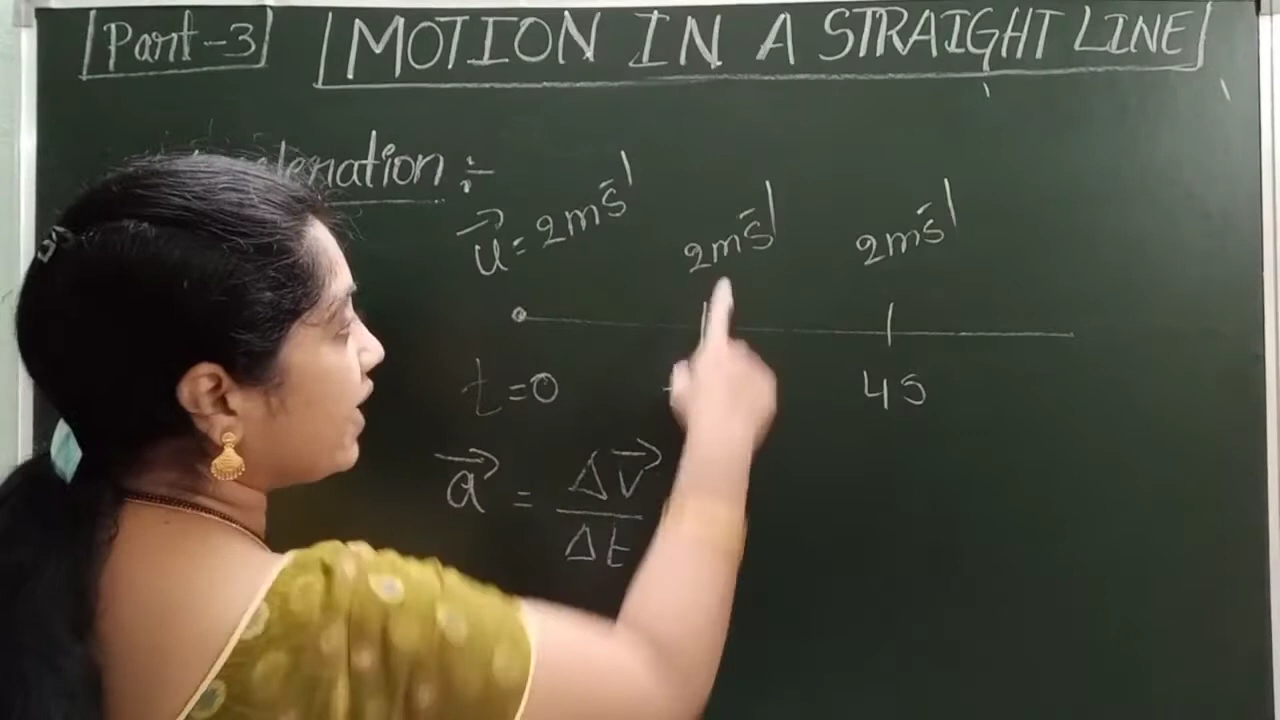 Part-3 MOTION IN A STRAIGHT LINE
u⃗ = 2ms⁻¹ 2ms⁻¹ 2ms⁻¹
t=0 4s
a⃗ = Δv⃗ / Δt